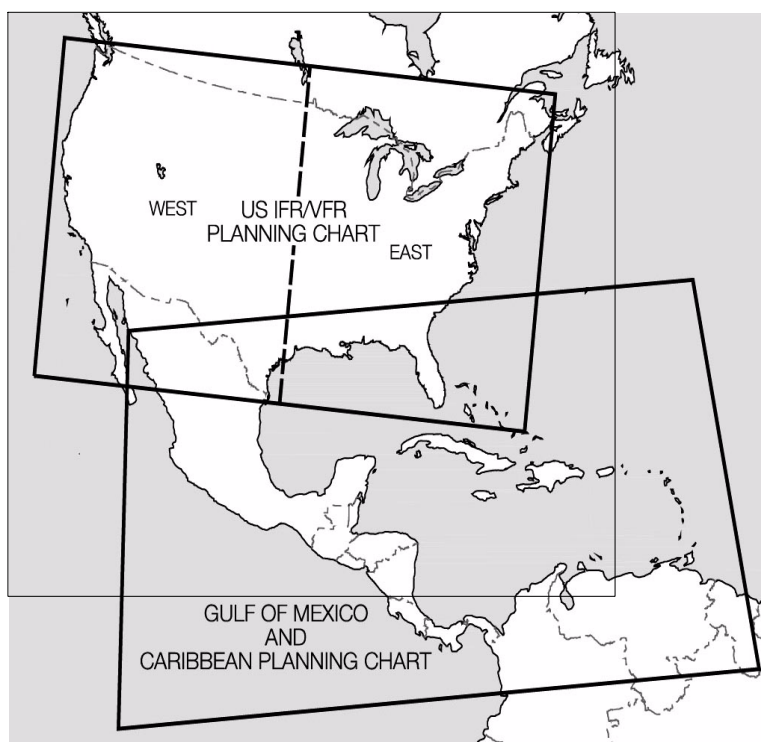 WEST
US IFR/VFR
PLANNING CHART
EAST
GULF OF MEXICO
AND
CARIBBEAN PLANNING CHART